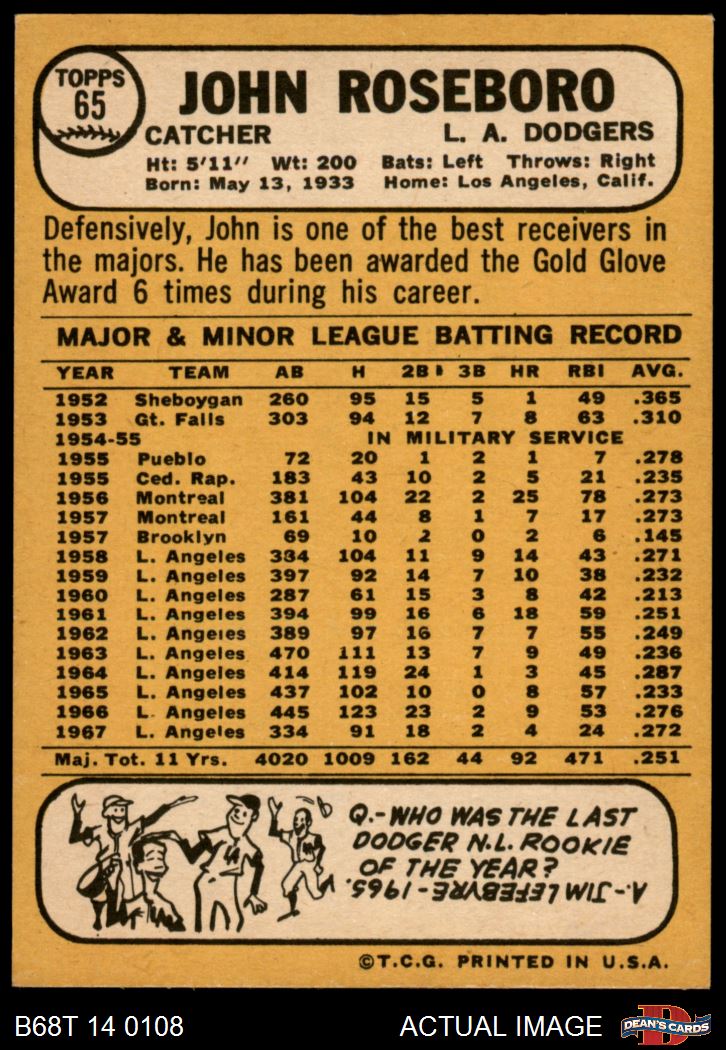 TOPPS
65
JOHN ROSEBORO
CATCHER L. A. DODGERS
Ht: 5'11" Wt: 200 Bats: Left Throws: Right
Born: May 13, 1933 Home: Los Angeles, Calif.
Defensively, John is one of the best receivers in
the majors. He has been awarded the Gold Glove
Award 6 times during his career.
MAJOR & MINOR LEAGUE BATTING RECORD
YEAR TEAM AB H 2B 3B HR RBI AVG.
1952 Sheboygan 260 95 15 5 1 49 .365
1953 Gt. Falls 303 94 12 7 8 63 .310
1954-55 IN MILITARY SERVICE
1955 Pueblo 72 20 1 2 1 7 .278
1955 Ced. Rap. 183 43 10 2 5 21 .235
1956 Montreal 381 104 22 2 25 78 .273
1957 Montreal 161 44 8 1 7 17 .273
1957 Brooklyn 69 10 2 0 2 6 .145
1958 L. Angeles 384 104 11 9 14 43 .271
1959 L. Angeles 397 92 14 7 10 38 .232
1960 L. Angeles 287 61 15 3 8 42 .213
1961 L. Angeles 394 99 16 6 18 59 .251
1962 L. Angeles 389 97 16 7 7 55 .249
1963 L. Angeles 470 111 13 7 9 49 .236
1964 L. Angeles 414 119 24 1 3 45 .287
1965 L. Angeles 437 102 10 0 8 57 .233
1966 L. Angeles 445 123 23 2 9 53 .276
1967 L. Angeles 334 91 18 2 4 24 .272
Maj. Tot. 11 Yrs. 4020 1009 162 44 92 471 .251
LA
Q.-WHO WAS THE LAST
DODGER N.L. ROOKIE
OF THE YEAR?
A.-JIM LEFEBVRE-1965.
©T.C.G. PRINTED IN U.S.A.
B68T 14 0108 ACTUAL IMAGE
D
DEAN'S CARDS